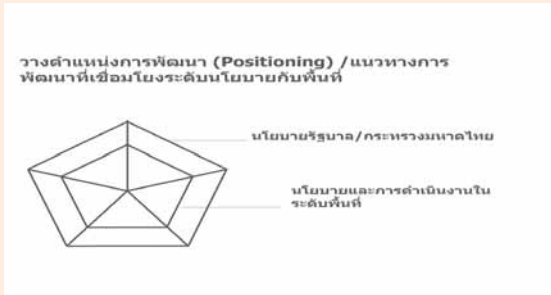 วางตำแหน่งการพัฒนา (Positioning) /แนวทางการ
พัฒนาที่เชื่อมโยงระดับนโยบายกับพื้นที่
นโยบายรัฐบาล/กระทรวงมหาดไทย
นโยบายและการดำเนินงานใน
ระดับพื้นที่